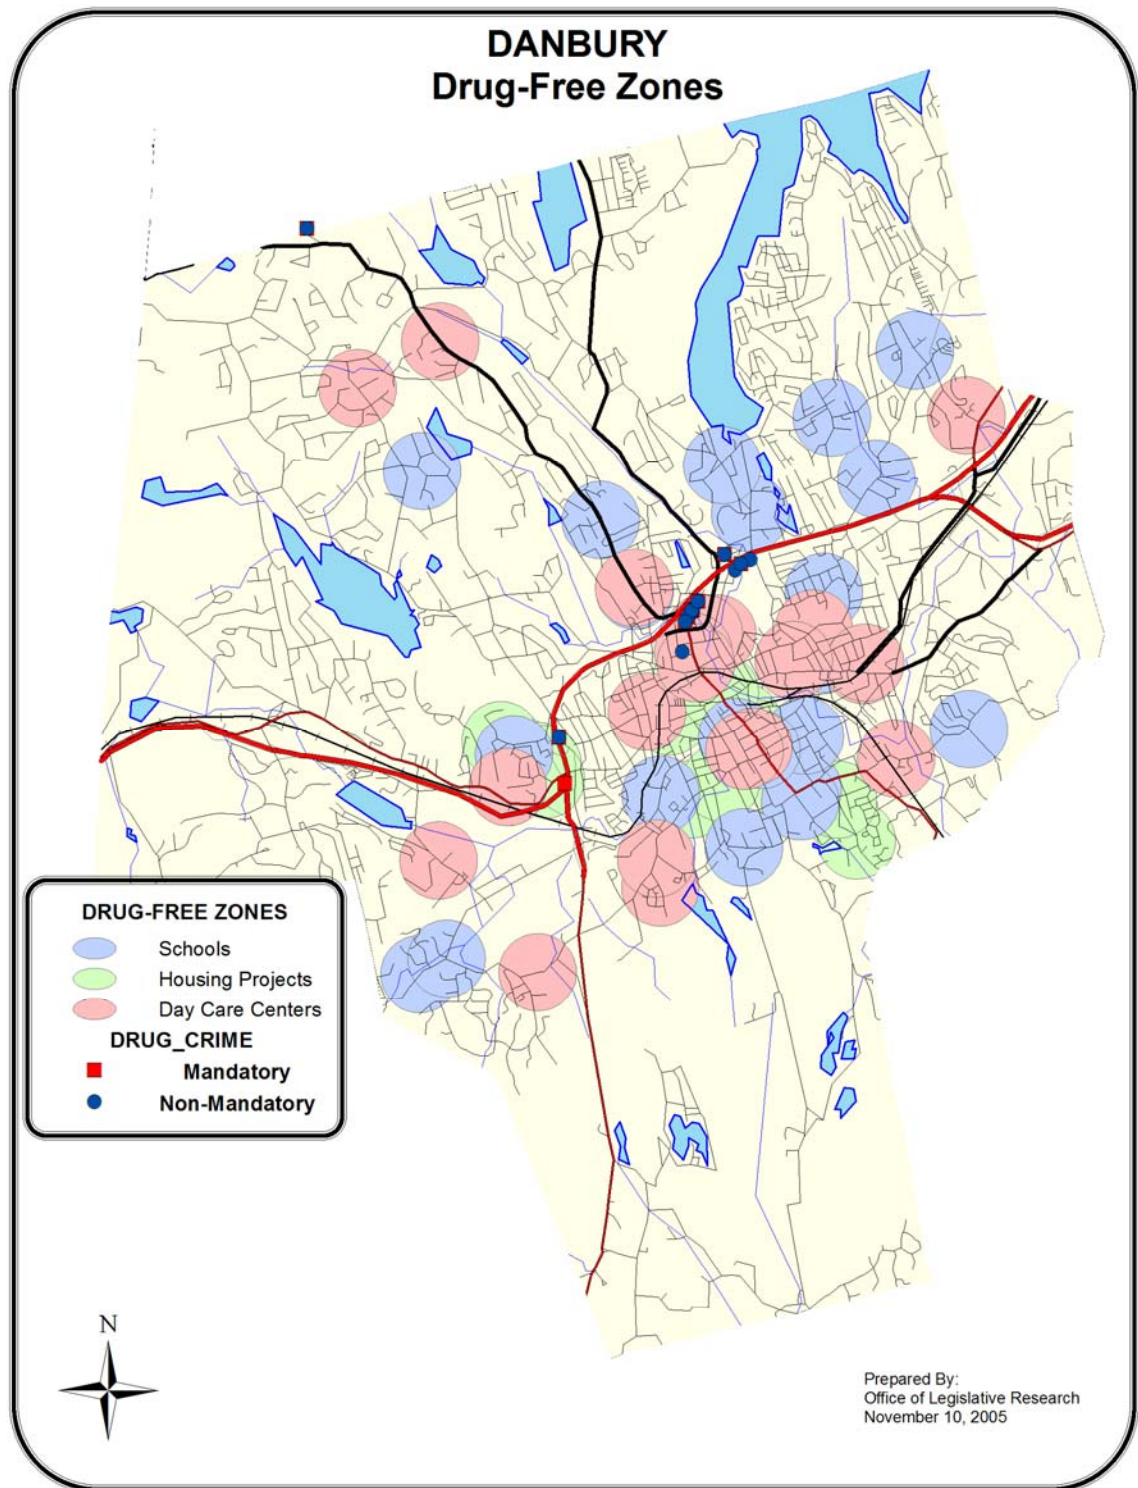 DANBURY
Drug-Free Zones
DRUG-FREE ZONES
Schools
Housing Projects
Day Care Centers
DRUG_CRIME
Mandatory
Non-Mandatory
N
Prepared By:
Office of Legislative Research
November 10, 2005